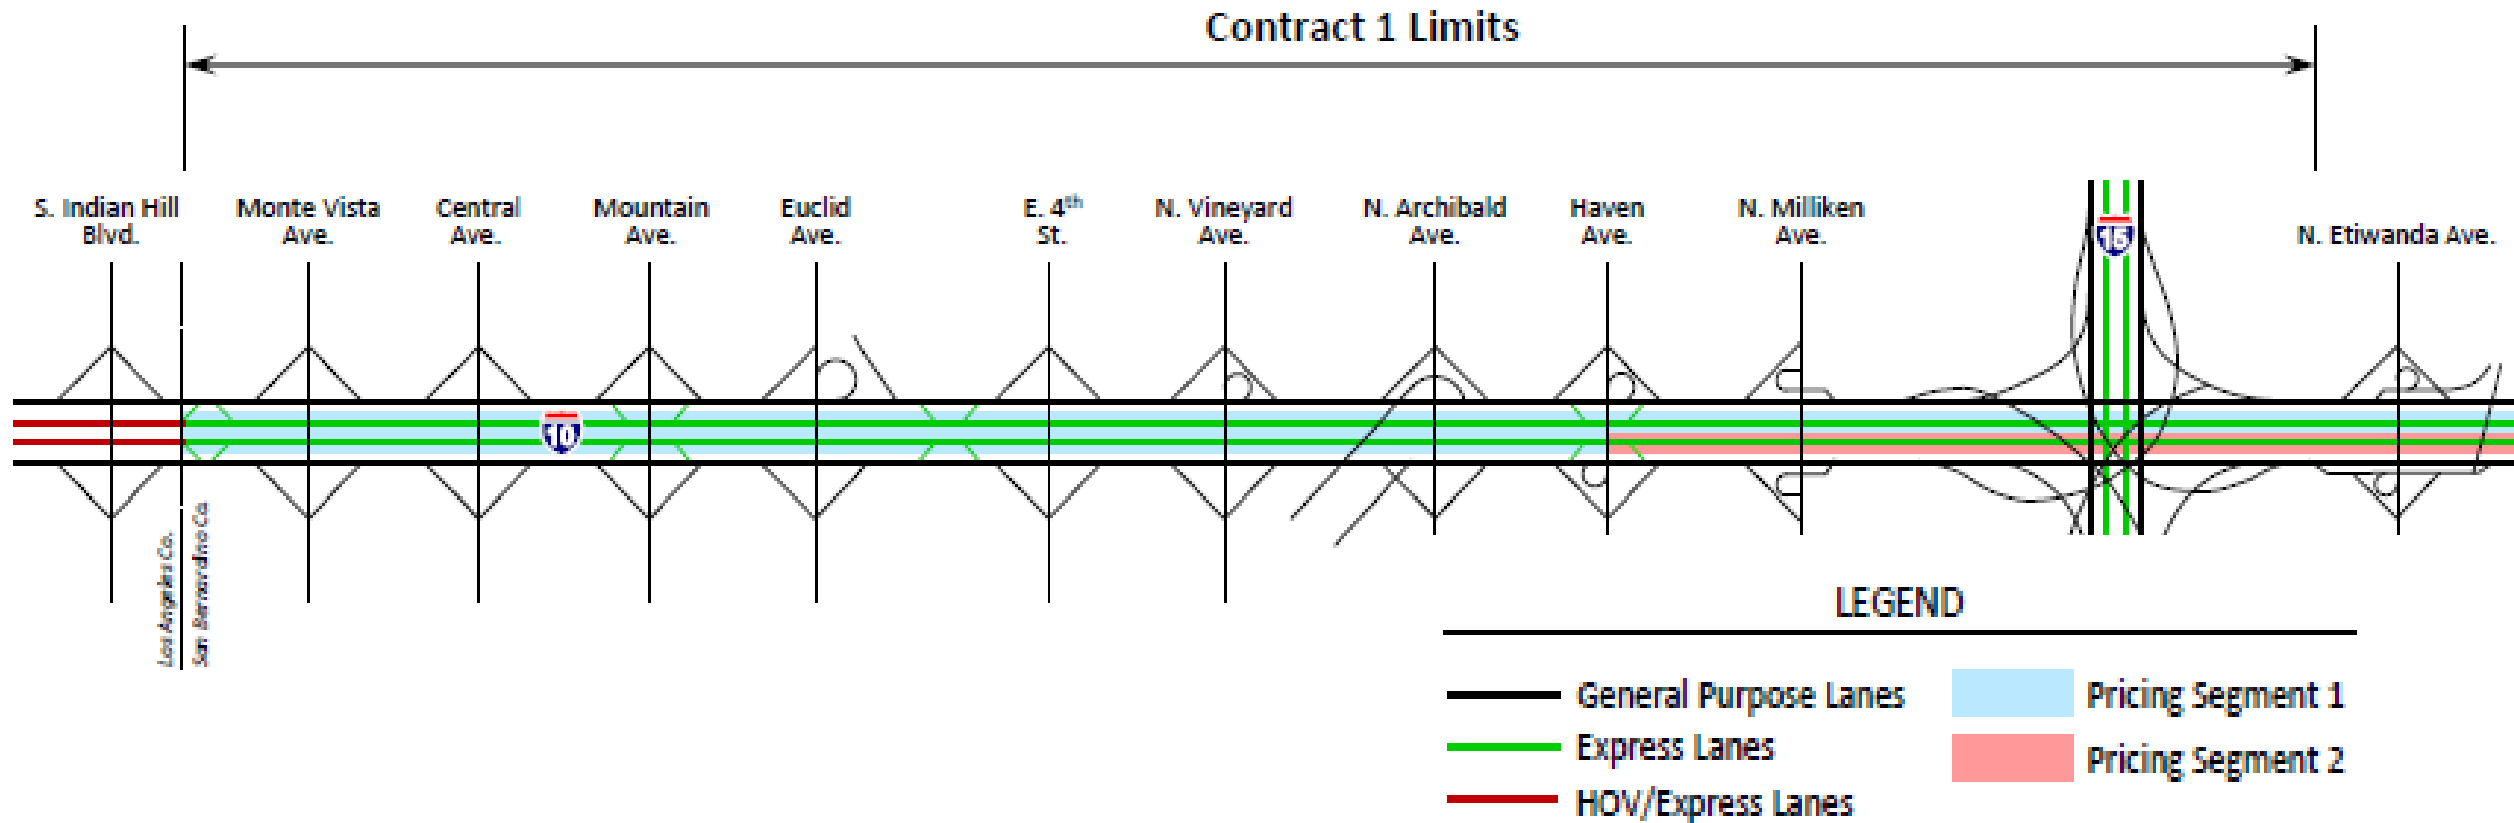 Contract 1 Limits
S. Indian Hill
Blvd.
Monte Vista
Ave.
Central
Ave.
Mountain
Ave.
Euclid
Ave.
E. 4th
St.
N. Vineyard
Ave.
N. Archibald
Ave.
Haven
Ave.
N. Milliken
Ave.
15
N. Etiwanda Ave.
10
Los Angeles Co.
San Bernardino Co.
LEGEND
General Purpose Lanes
Express Lanes
HOV/Express Lanes
Pricing Segment 1
Pricing Segment 2